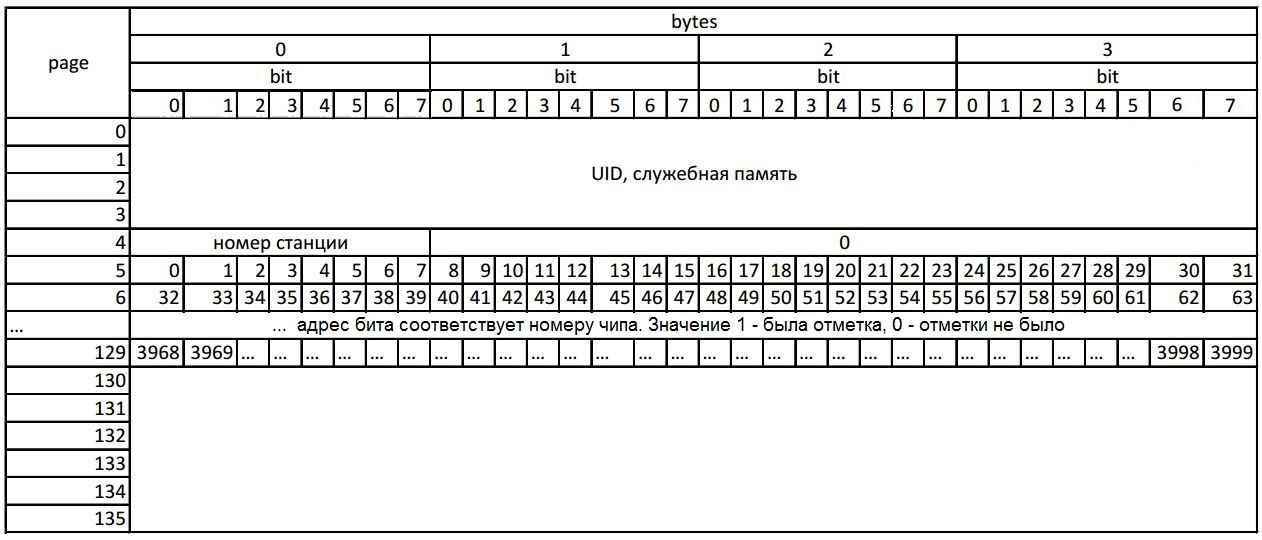 bytes
page 0 1 2 3
bit bit bit bit
0 1 2 3 4 5 6 7 0 1 2 3 4 5 6 7 0 1 2 3 4 5 6 7 0 1 2 3 4 5 6 7
0
1
UID, служебная память
2
3
4 номер станции 0
5 0 1 2 3 4 5 6 7 8 9 10 11 12 13 14 15 16 17 18 19 20 21 22 23 24 25 26 27 28 29 30 31
6 32 33 34 35 36 37 38 39 40 41 42 43 44 45 46 47 48 49 50 51 52 53 54 55 56 57 58 59 60 61 62 63
... ... адрес бита соответствует номеру чипа. Значение 1 - была отметка, 0 - отметки не было
129 3968 3969 ... ... ... ... ... ... ... ... ... ... ... ... ... ... ... ... ... ... ... ... ... ... ... ... ... ... ... ... 3998 3999
130
131
132
133
134
135